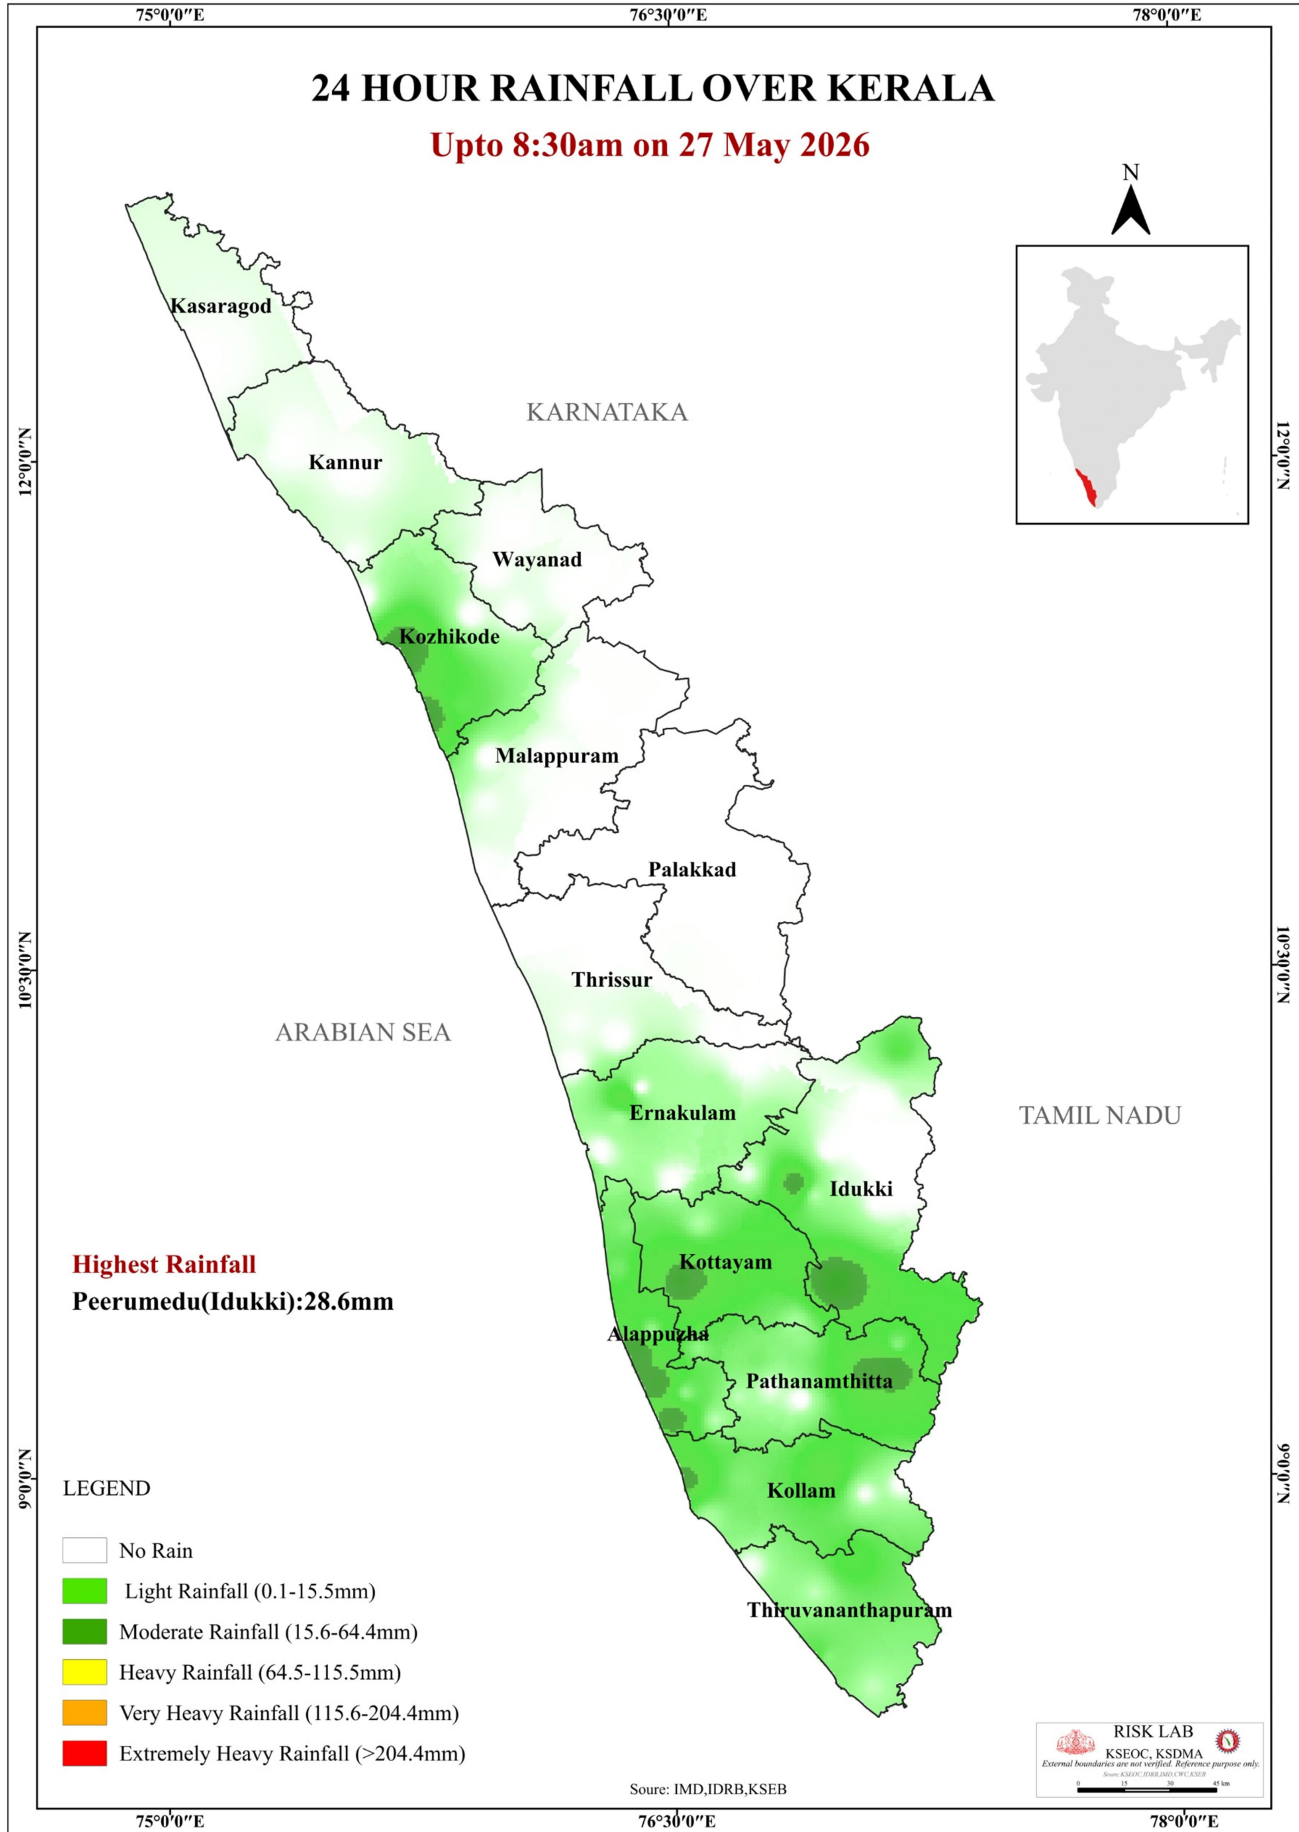 75°0'0"E
76°30'0"E
78°0'0"E
24 HOUR RAINFALL OVER KERALA
Upto 8:30am on 27 May 2026
N
Kasaragod
KARNATAKA
12°0'0"N
Kannur
12°0'0"N
Wayanad
Kozhikode
Malappuram
Palakkad
10°30'0"N
Thrissur
10°30'0"N
ARABIAN SEA
Ernakulam
TAMIL NADU
Idukki
Kottayam
Highest Rainfall
Peerumedu(Idukki):28.6mm
Alappuzha
Pathanamthitta
9°0'0"N
Kollam
9°0'0"N
LEGEND
No Rain
Light Rainfall (0.1-15.5mm)
Moderate Rainfall (15.6-64.4mm)
Heavy Rainfall (64.5-115.5mm)
Very Heavy Rainfall (115.6-204.4mm)
Extremely Heavy Rainfall (>204.4mm)
Thiruvananthapuram
RISK LAB
KSEOC, KSDMA
External boundaries are not verified. Reference purpose only.
Soure: KSEOC,IDRB,IMD,CWC,KSEB
0 15 30 45 km
Soure: IMD,IDRB,KSEB
75°0'0"E
76°30'0"E
78°0'0"E